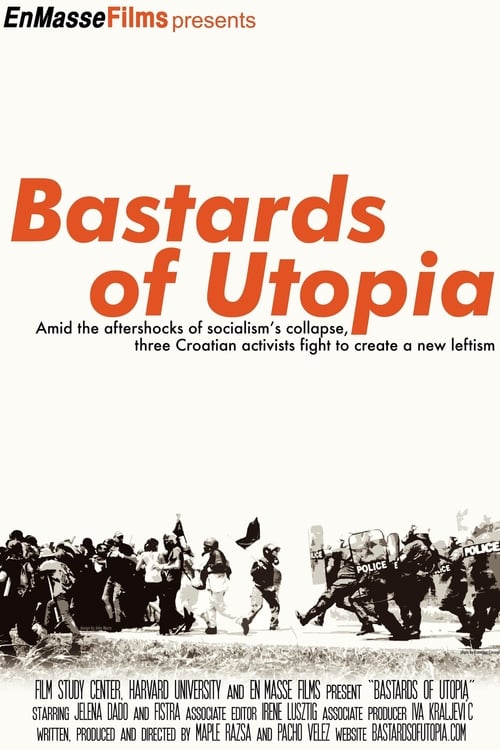 EnMasseFilms presents
Bastards
of Utopia
Amid the aftershocks of socialism's collapse,
three Croatian activists fight to create a new leftism
POLICE
POLICE
POLICE
FILM STUDY CENTER, HARVARD UNIVERSITY AND EN MASSE FILMS PRESENT "BASTARDS OF UTOPIA"
STARRING JELENA DADO AND FISTRA ASSOCIATE EDITOR IRENE LUSZTIG ASSOCIATE PRODUCER IVA KRALJEVIC
WRITTEN, PRODUCED AND DIRECTED BY MAPLE RAZSA AND PACHO VELEZ WEBSITE BASTARDSOFUTOPIA.COM